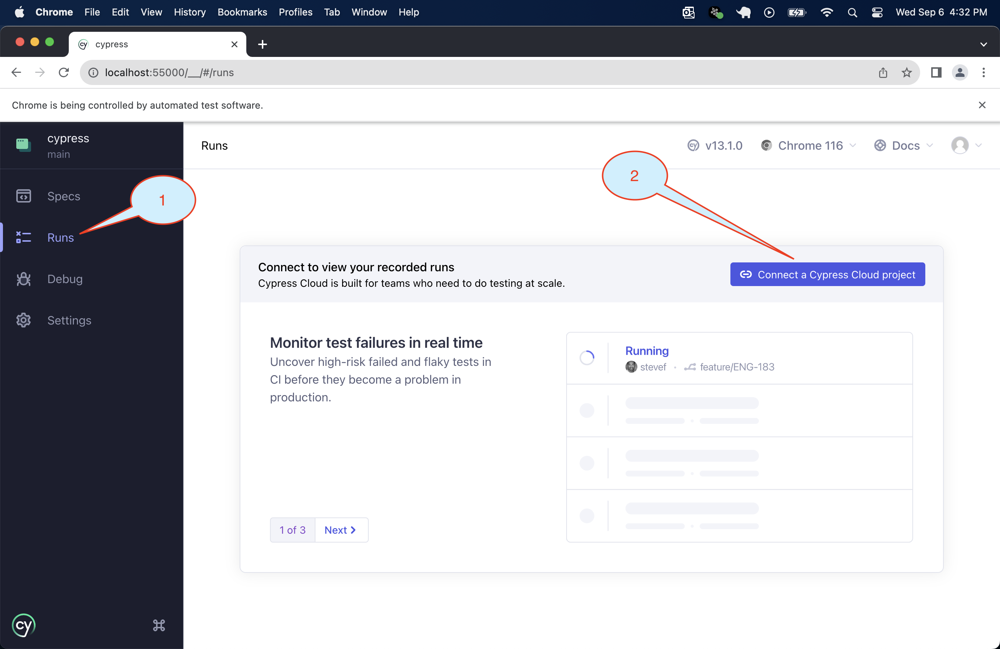 Chrome File Edit View History Bookmarks Profiles Tab Window Help Wed Sep 6 4:32 PM
cy cypress
localhost:55000/__/#/runs
Chrome is being controlled by automated test software.
cypress
main
Runs
cy v13.1.0 Chrome 116 Docs
Specs
1
2
Runs
Debug
Settings
Connect to view your recorded runs
Cypress Cloud is built for teams who need to do testing at scale.
Connect a Cypress Cloud project
Monitor test failures in real time
Uncover high-risk failed and flaky tests in
CI before they become a problem in
production.
Running
stevef • feature/ENG-183
1 of 3 Next
cy